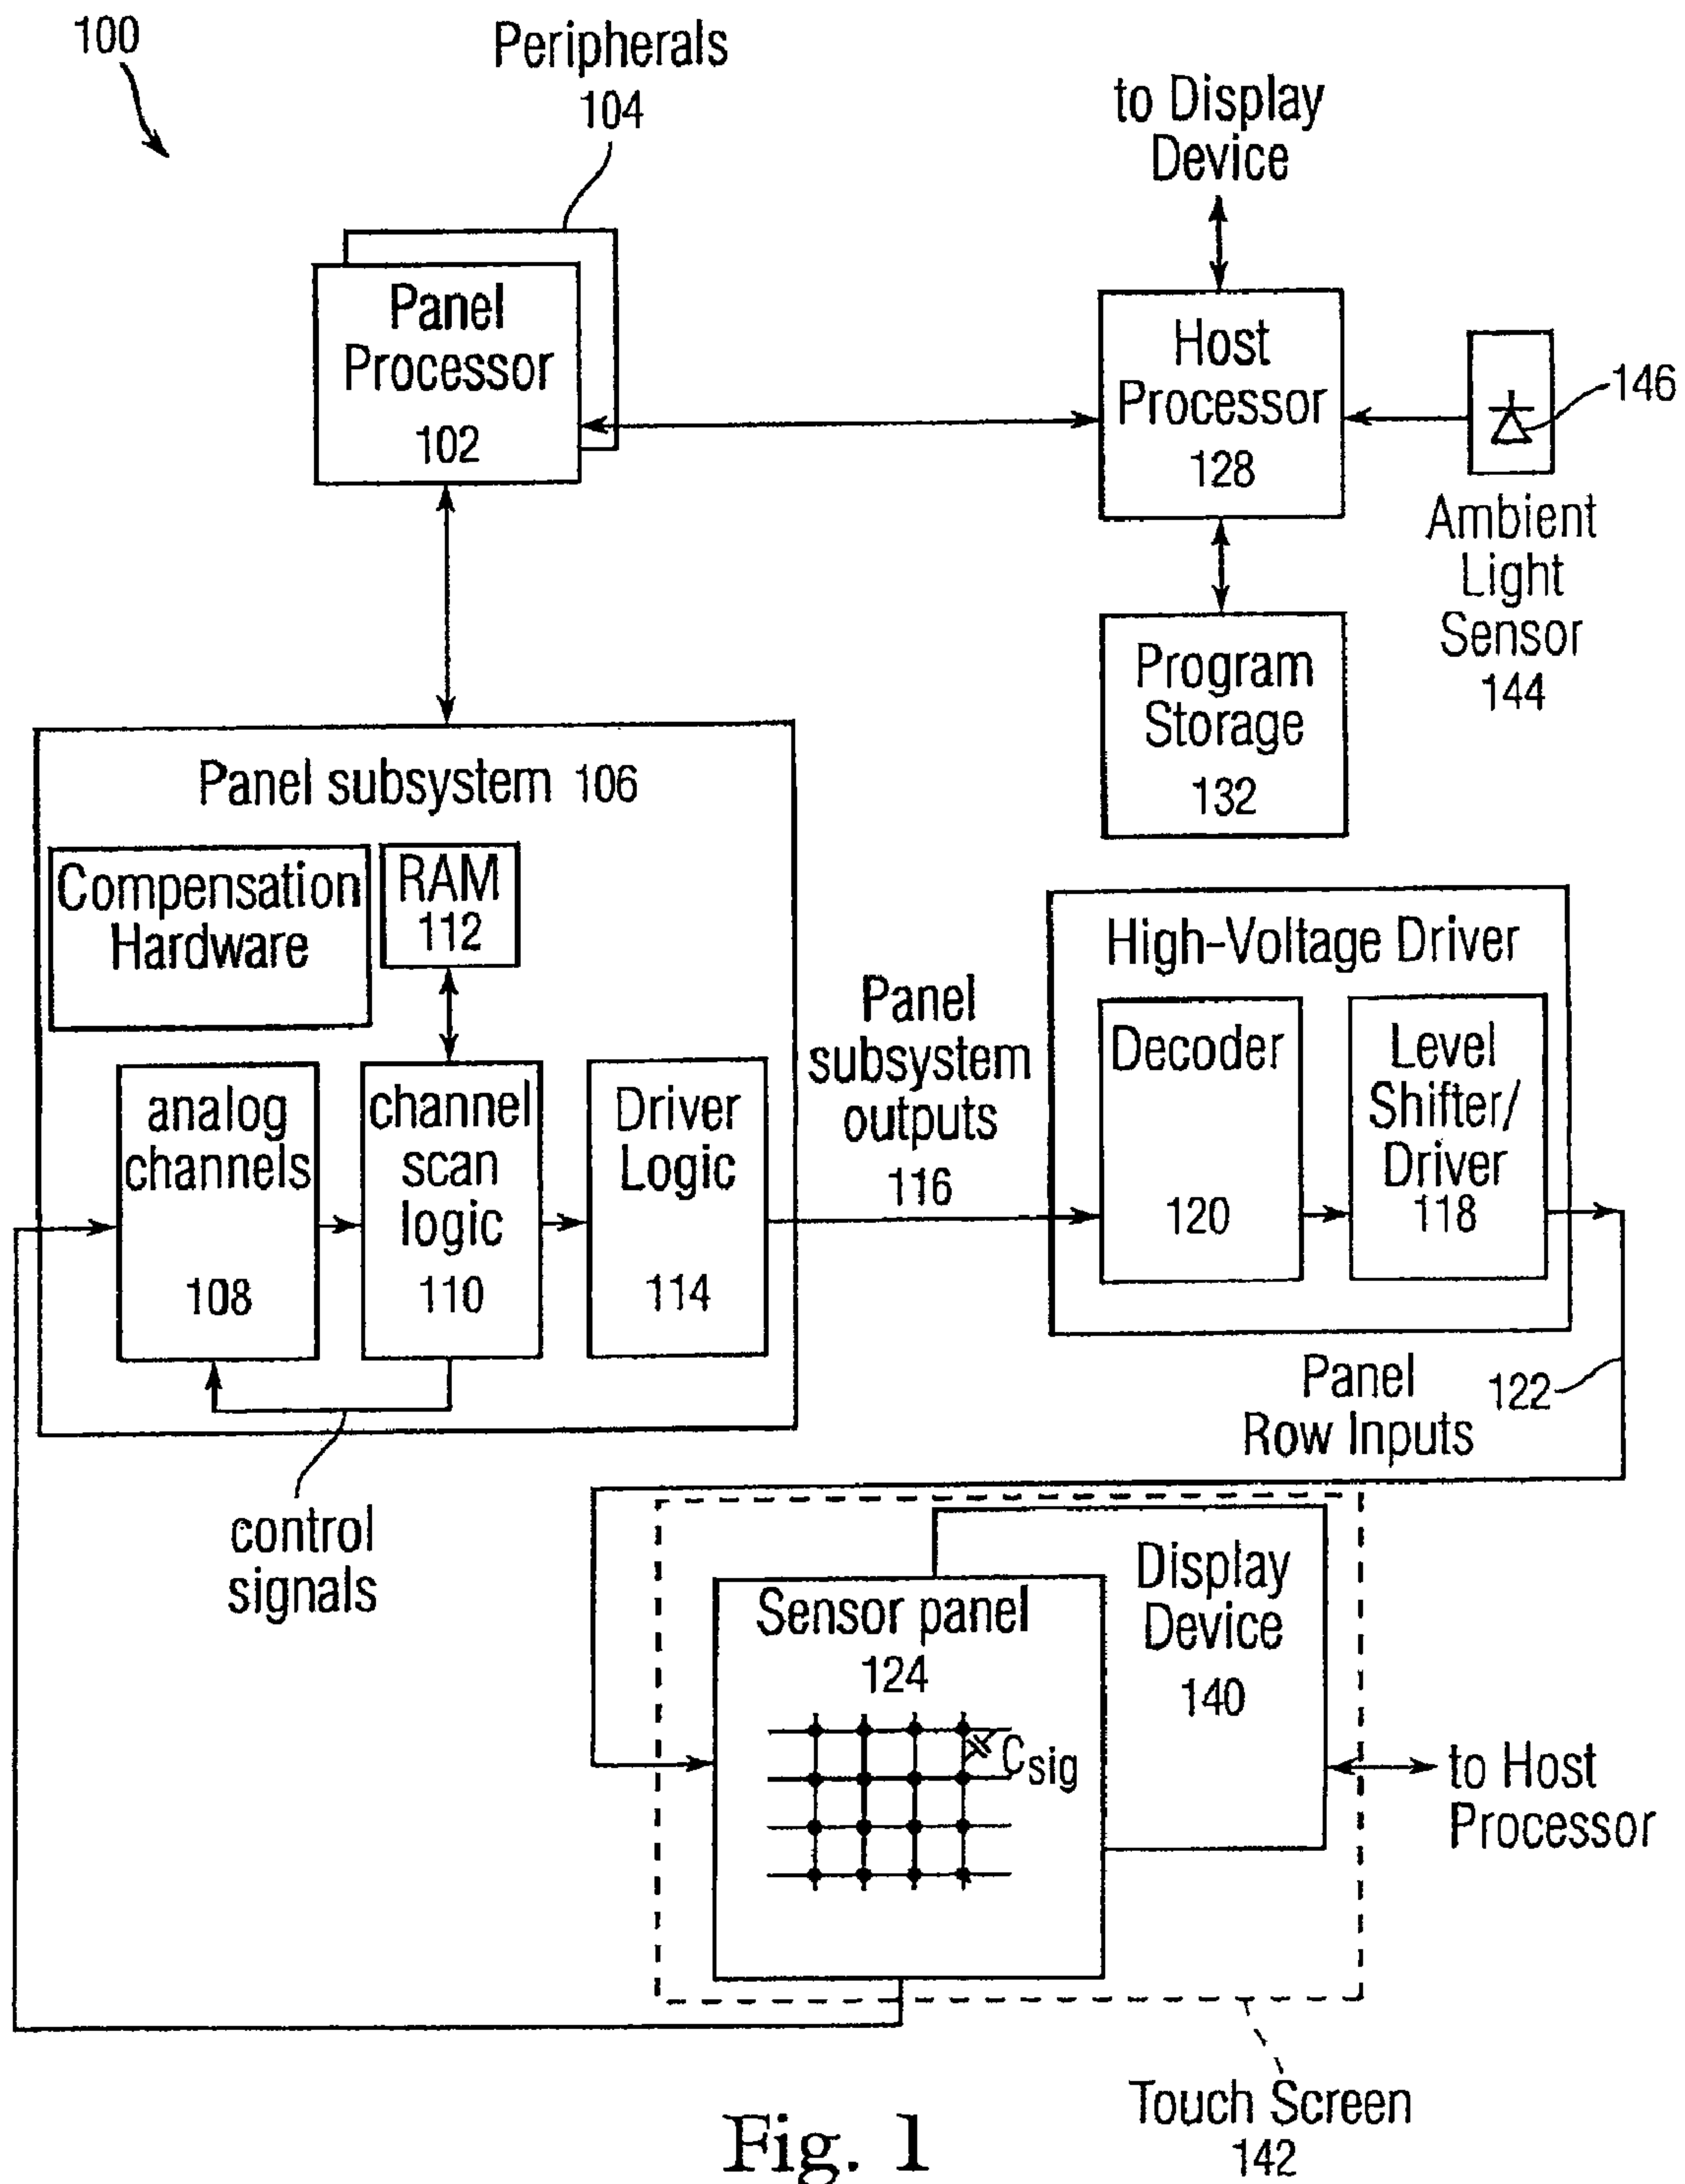 100
Peripherals
104
to Display
Device
Panel
Processor
102
Host
Processor
128
146
Ambient
Light
Sensor
144
Program
Storage
132
Panel subsystem 106
Compensation
Hardware
RAM
112
analog
channels
108
channel
scan
logic
110
Driver
Logic
114
control
signals
Panel
subsystem
outputs
116
High-Voltage Driver
Decoder
120
Level
Shifter/
Driver
118
Panel
Row Inputs
122
Sensor panel
124
Csig
Display
Device
140
to Host
Processor
Touch Screen
142
Fig. 1